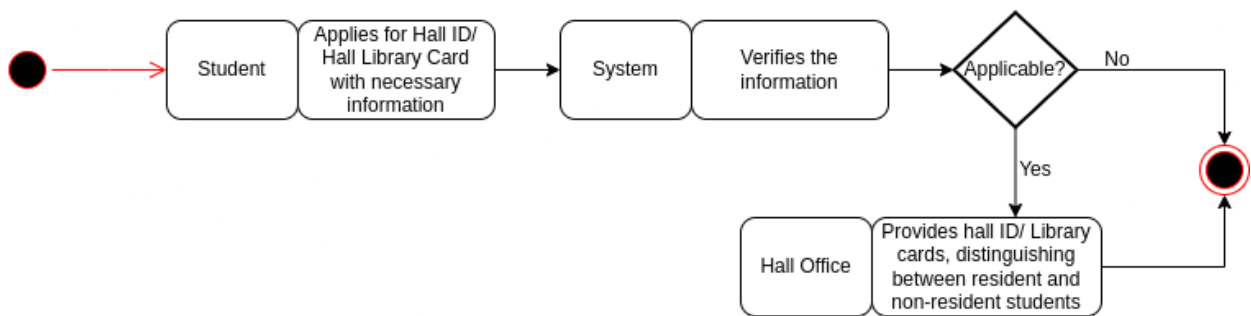 Student
Applies for Hall ID/
Hall Library Card
with necessary
information
System
Verifies the
information
Applicable?
No
Yes
Hall Office
Provides hall ID/ Library
cards, distinguishing
between resident and
non-resident students